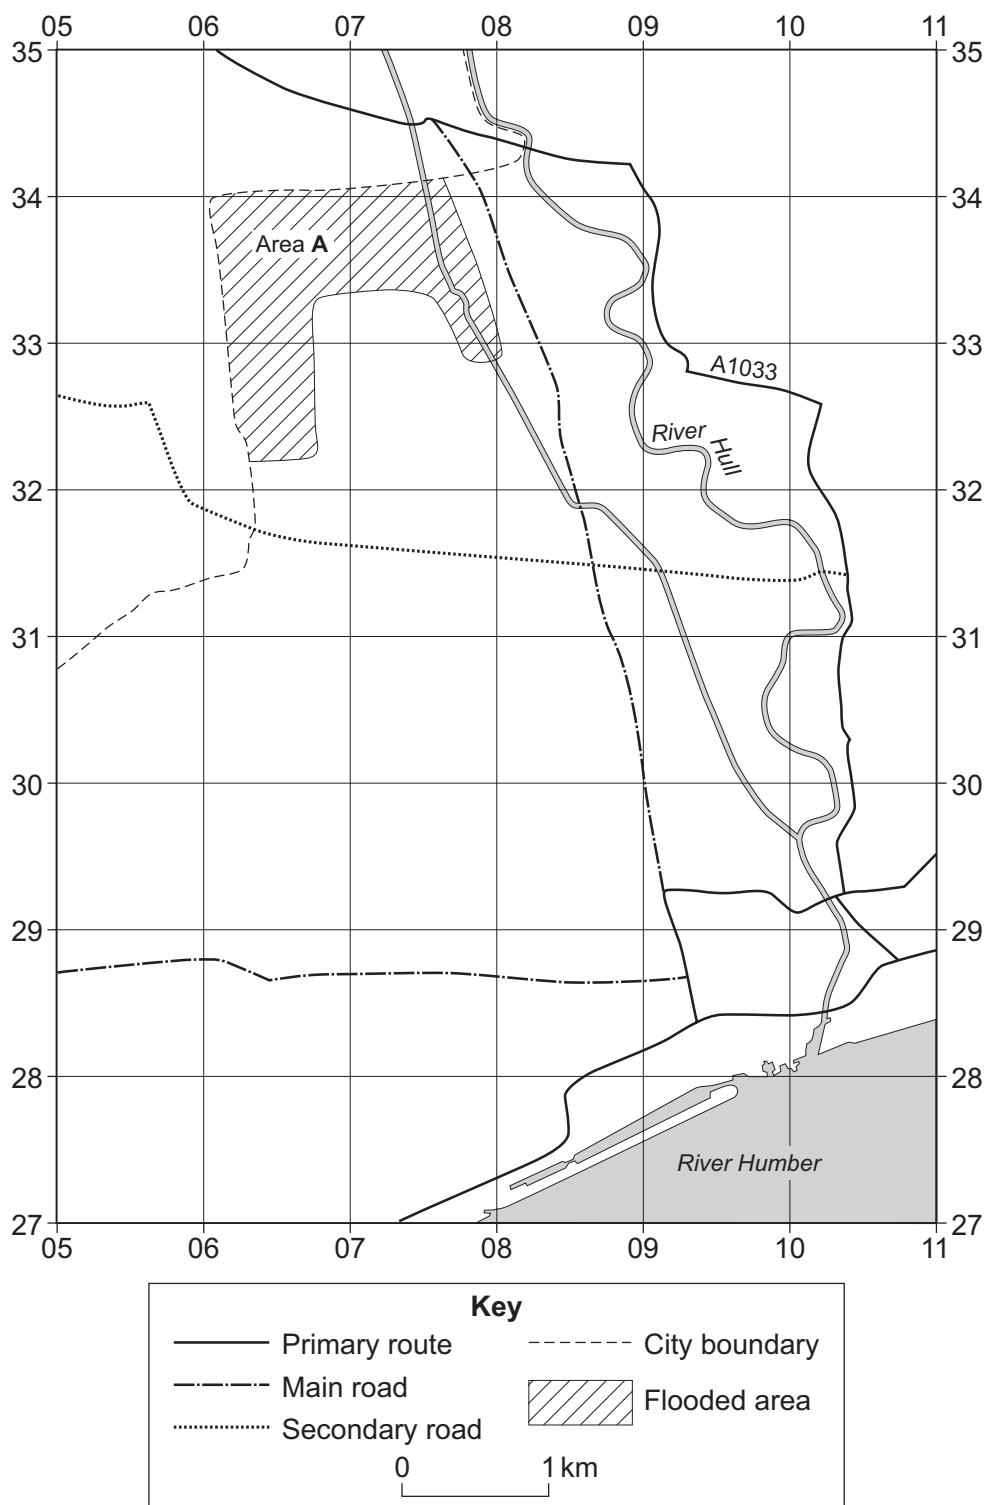 05 06 07 08 09 10 11
35 35
34 34
Area A
33 33
A1033
River
Hull
32 32
31 31
30 30
29 29
28 28
River Humber
27 27
05 06 07 08 09 10 11
Key
Primary route City boundary
Main road
Flooded area
Secondary road
0 1 km